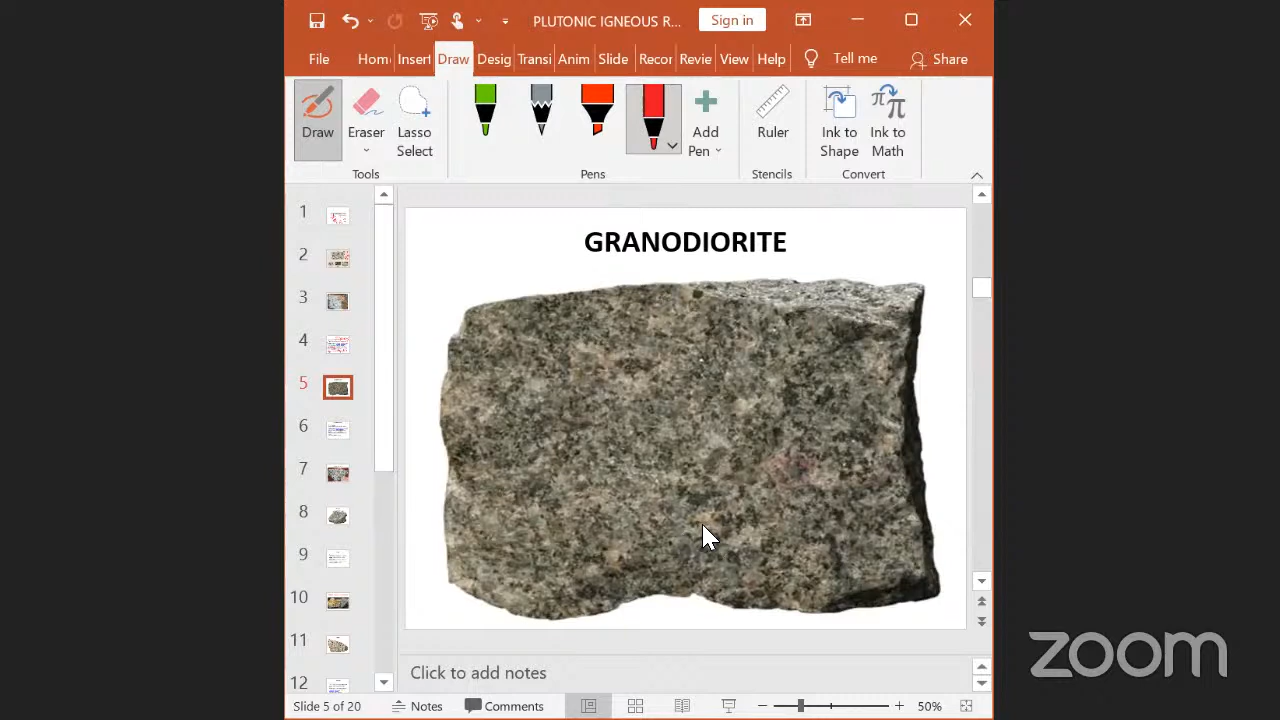 PLUTONIC IGNEOUS R...
Sign in
File
Hom
Insert
Draw
Desig
Transi
Anim
Slide
Recor
Revie
View
Help
Tell me
Share
Draw
Eraser
Lasso
Select
Add
Pen
Ruler
Ink to
Shape
Ink to
Math
Tools
Pens
Stencils
Convert
1
2
3
4
5
6
7
8
9
10
11
12
GRANODIORITE
Click to add notes
Slide 5 of 20
Notes
Comments
50%
zoom